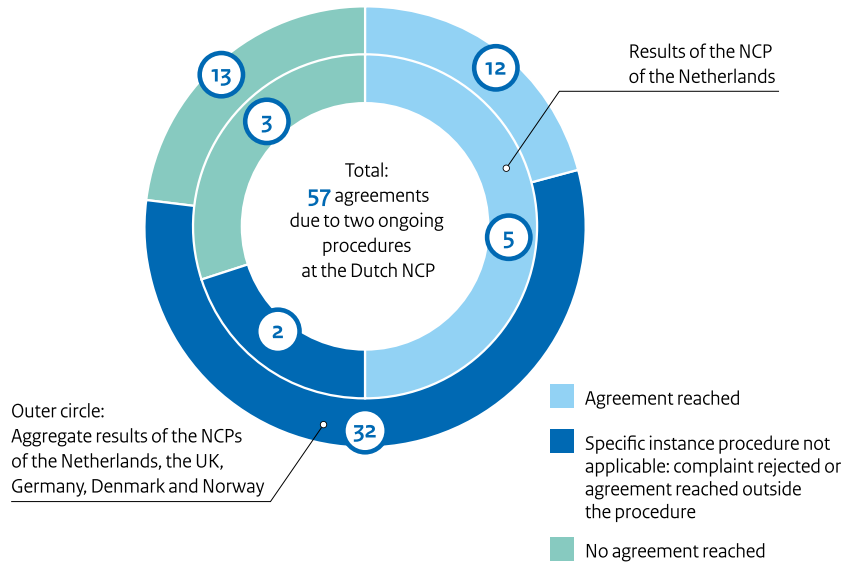 13
12
Results of the NCP
of the Netherlands
3
Total:
57 agreements
due to two ongoing
procedures
at the Dutch NCP
5
2
Outer circle:
Aggregate results of the NCPs
of the Netherlands, the UK,
Germany, Denmark and Norway
32
Agreement reached
Specific instance procedure not
applicable: complaint rejected or
agreement reached outside
the procedure
No agreement reached